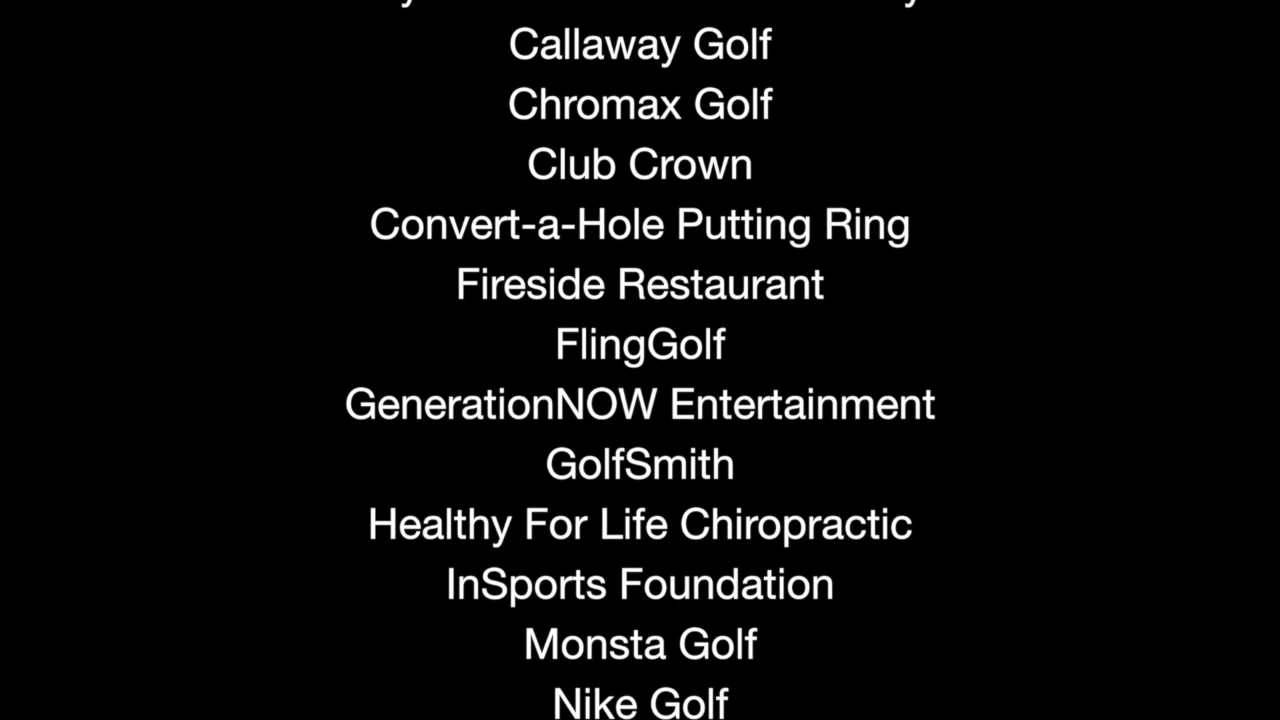 Callaway Golf
Chromax Golf
Club Crown
Convert-a-Hole Putting Ring
Fireside Restaurant
FlingGolf
GenerationNOW Entertainment
GolfSmith
Healthy For Life Chiropractic
InSports Foundation
Monsta Golf
Nike Golf